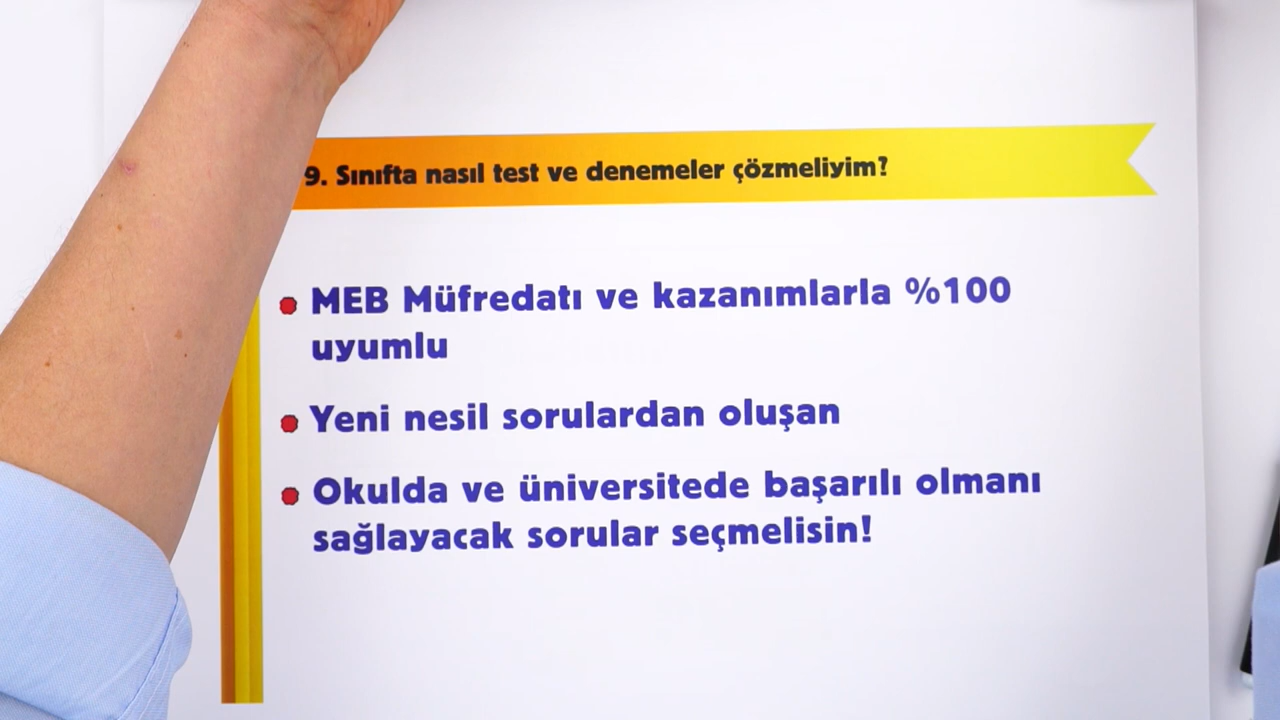 9. Sınıfta nasıl test ve denemeler çözmeliyim?
MEB Müfredatı ve kazanımlarla %100
uyumlu
Yeni nesil sorulardan oluşan
Okulda ve üniversitede başarılı olmanı
sağlayacak sorular seçmelisin!